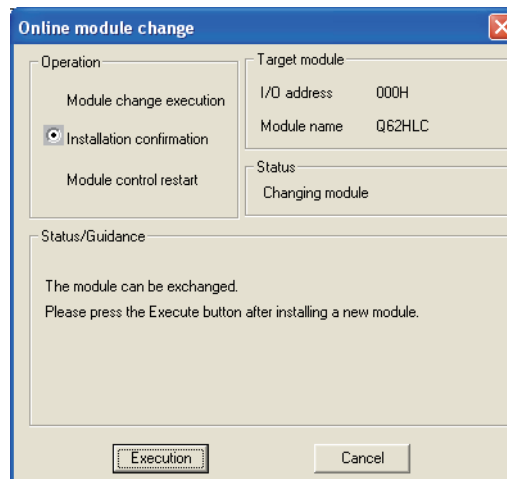 Online module change
Operation
Module change execution
Installation confirmation
Module control restart
Target module
I/O address 000H
Module name Q62HLC
Status
Changing module
Status/Guidance
The module can be exchanged.
Please press the Execute button after installing a new module.
Execution
Cancel